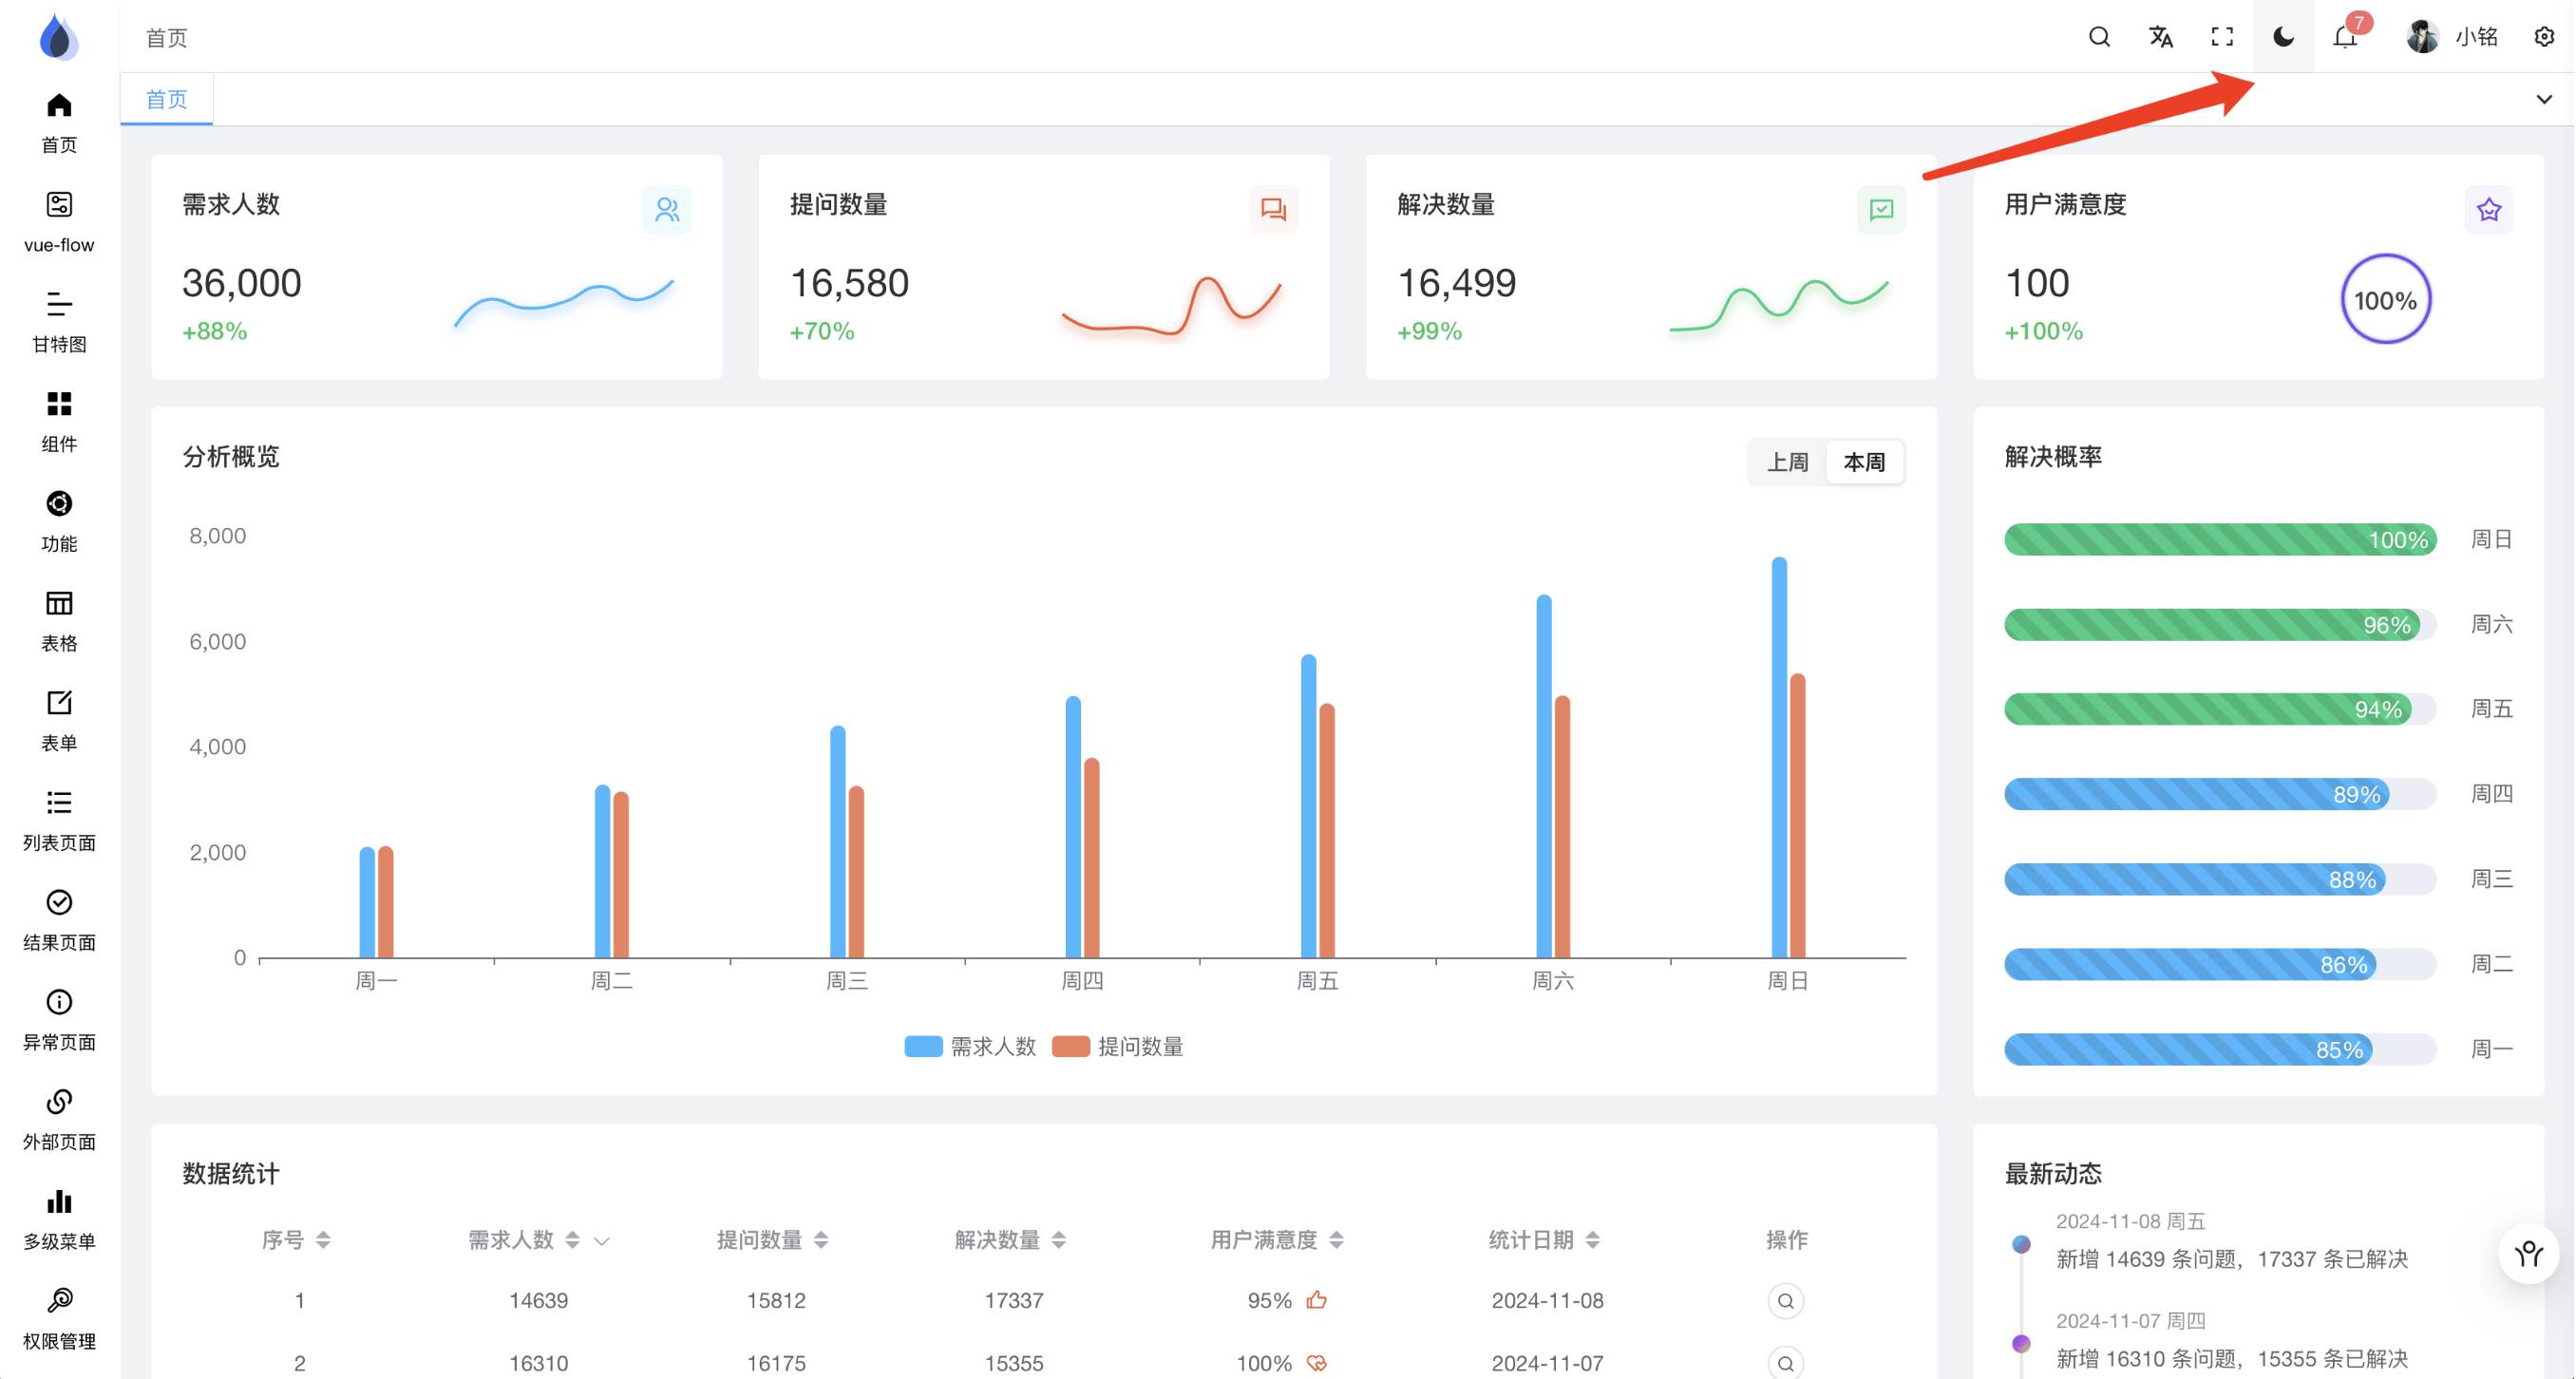 首页
7
小铭
首页
首页
vue-flow
甘特图
组件
功能
表格
表单
列表页面
结果页面
异常页面
外部页面
多级菜单
权限管理
需求人数
36,000
+88%
提问数量
16,580
+70%
解决数量
16,499
+99%
用户满意度
100
+100%
100%
分析概览
上周 本周
8,000
6,000
4,000
2,000
0
周一 周二 周三 周四 周五 周六 周日
需求人数 提问数量
解决概率
100% 周日
96% 周六
94% 周五
89% 周四
88% 周三
86% 周二
85% 周一
数据统计
序号 需求人数 提问数量 解决数量 用户满意度 统计日期 操作
1 14639 15812 17337 95% 2024-11-08
2 16310 16175 15355 100% 2024-11-07
最新动态
2024-11-08 周五
新增 14639 条问题，17337 条已解决
2024-11-07 周四
新增 16310 条问题，15355 条已解决